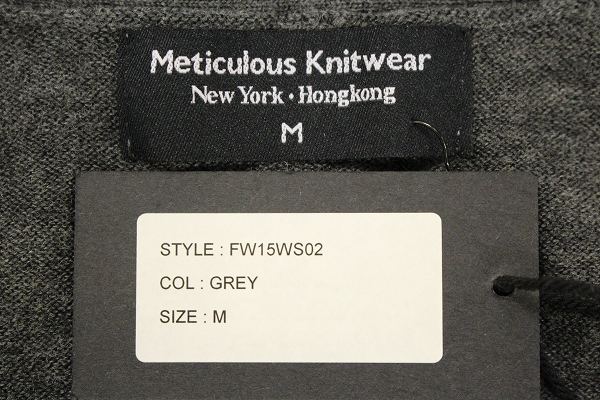 Meticulous Knitwear
New York · Hongkong
M
STYLE : FW15WS02
COL : GREY
SIZE : M